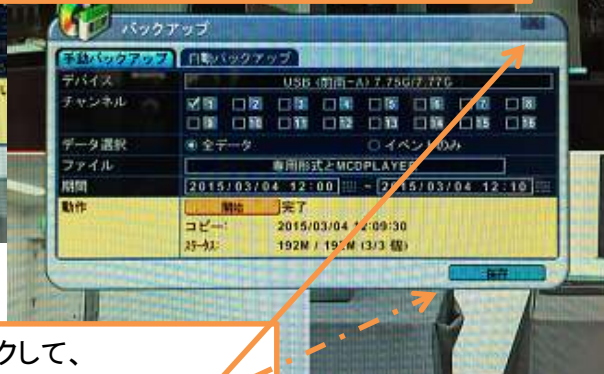 バックアップ
手動バックアップ 自動バックアップ
デバイス USB (前面-A) 7.75G/7.77G
チャンネル 1 2 3 4 5 6 7 8
9 10 11 12 13 14 15 16
データ選択 全データ イベントのみ
ファイル 専用形式とMCDPLAYER
期間 2015/03/04 12:00 ~ 2015/03/04 12:10
動作 開始 完了
コピー: 2015/03/04 12:09:30
ステータス: 192M / 192M (3/3 個)
保存
クして、